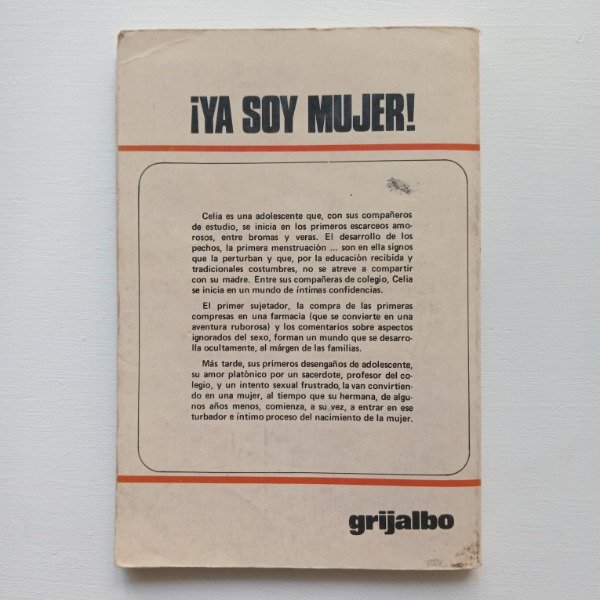 ¡YA SOY MUJER!
Celia es una adolescente que, con sus compañeros
de estudio, se inicia en los primeros escarceos amo-
rosos, entre bromas y veras. El desarrollo de los
pechos, la primera menstruación ... son en ella signos
que la perturban y que, por la educación recibida y
tradicionales costumbres, no se atreve a compartir
con su madre. Entre sus compañeras de colegio, Celia
se inicia en un mundo de íntimas confidencias.
El primer sujetador, la compra de las primeras
compresas en una farmacia (que se convierte en una
aventura ruborosa) y los comentarios sobre aspectos
ignorados del sexo, forman un mundo que se desarro-
lla ocultamente, al márgen de las familias.
Más tarde, sus primeros desengaños de adolescente,
su amor platónico por un sacerdote, profesor del co-
legio, y un intento sexual frustrado, la van convirtien-
do en una mujer, al tiempo que su hermana, de algu-
nos años menos, comienza, a su vez, a entrar en ese
turbador e íntimo proceso del nacimiento de la mujer.
grijalbo